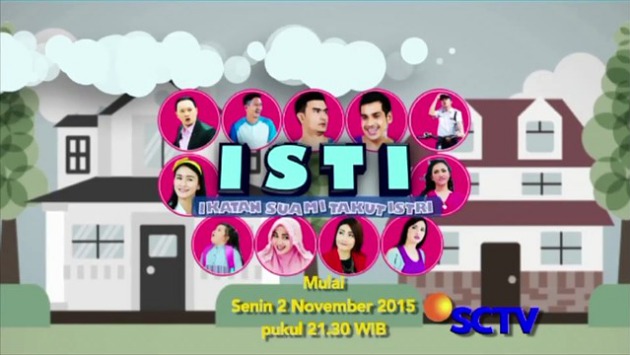 ISTI
IKATAN SUAMI TAKUT ISTRI
Mulai
Senin 2 November 2015
pukul 21.30 WIB
SCTV